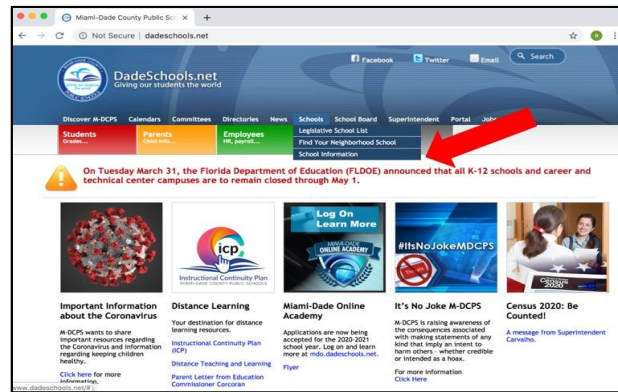 Miami-Dade County Public Sch
Not Secure | dadeschools.net
Facebook
Twitter
Email
Search
DadeSchools.net
Giving our students the world
Discover M-DCPS Calendars Committees Directories News Schools School Board Superintendent Portal Jobs
Students
Grades...
Parents
Child info...
Employees
HR, payroll...
Legislative School List
Find Your Neighborhood School
School Information
On Tuesday March 31, the Florida Department of Education (FLDOE) announced that all K-12 schools and career and
technical center campuses are to remain closed through May 1.
icp
Instructional Continuity Plan
MIAMI-DADE COUNTY PUBLIC SCHOOLS
Log On
Learn More
MIAMI-DADE
ONLINE ACADEMY
#ItsNoJokeMDCPS
Census
2020
Important Information
about the Coronavirus
M-DCPS wants to share
important resources regarding
the Coronavirus and information
regarding keeping children
healthy.
Click here for more
information.
Distance Learning
Your destination for distance
learning resources.
Instructional Continuity Plan
(ICP)
Distance Teaching and Learning
Parent Letter from Education
Commissioner Corcoran
Miami-Dade Online
Academy
Applications are now being
accepted for the 2020-2021
school year. Log on and learn
more at mdo.dadeschools.net.
Flyer
It's No Joke M-DCPS
M-DCPS is raising awareness of
the consequences associated
with making statements of any
kind that imply an intent to
harm others - whether credible
or intended as a hoax.
For more information
Click Here
Census 2020: Be
Counted!
A message from Superintendent
Carvalho.
www.dadeschools.net/#